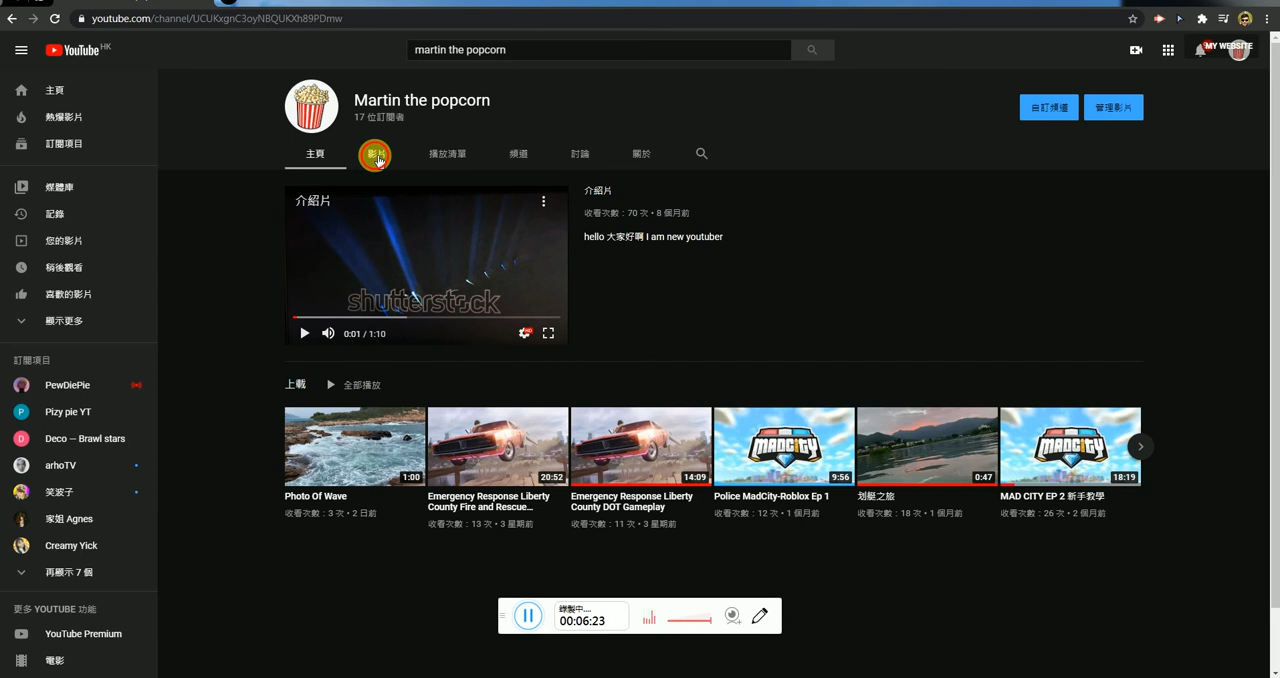 youtube.com/channel/UCUKxgnC3oyNBQUKXh89PDmw
YouTube HK
martin the popcorn
MY WEBSITE
主頁
熱爆影片
訂閱項目
媒體庫
記錄
您的影片
稍後觀看
喜歡的影片
顯示更多
訂閱項目
PewDiePie
P
Pizy pie YT
D
Deco — Brawl stars
arhoTV
笑波子
家姐 Agnes
Creamy Yick
再顯示 7 個
更多 YOUTUBE 功能
YouTube Premium
電影
Martin the popcorn
17 位訂閱者
自訂頻道
管理影片
主頁
影片
播放清單
頻道
討論
關於
介紹片
shutterstock
0:01 / 1:10
HD
介紹片
收看次數：70 次 • 8 個月前
hello 大家好啊 I am new youtuber
上載
全部播放
1:00
Photo Of Wave
收看次數：3 次 • 2 日前
20:52
Emergency Response Liberty
County Fire and Rescue...
收看次數：13 次 • 3 星期前
14:09
Emergency Response Liberty
County DOT Gameplay
收看次數：11 次 • 3 星期前
MADCITY
9:56
Police MadCity-Roblox Ep 1
收看次數：12 次 • 1 個月前
0:47
划艇之旅
收看次數：18 次 • 1 個月前
MADCITY
18:19
MAD CITY EP 2 新手教學
收看次數：26 次 • 2 個月前
錄製中....
00:06:23